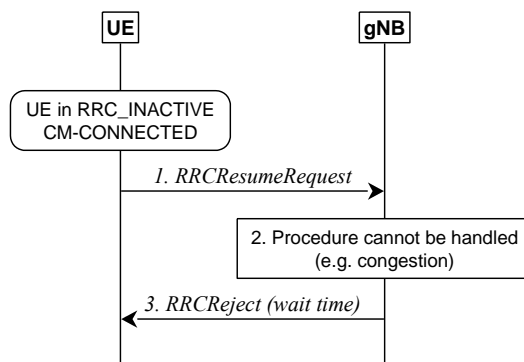 UE
gNB
UE in RRC_INACTIVE
CM-CONNECTED
1. RRCResumeRequest
2. Procedure cannot be handled
(e.g. congestion)
3. RRCReject (wait time)